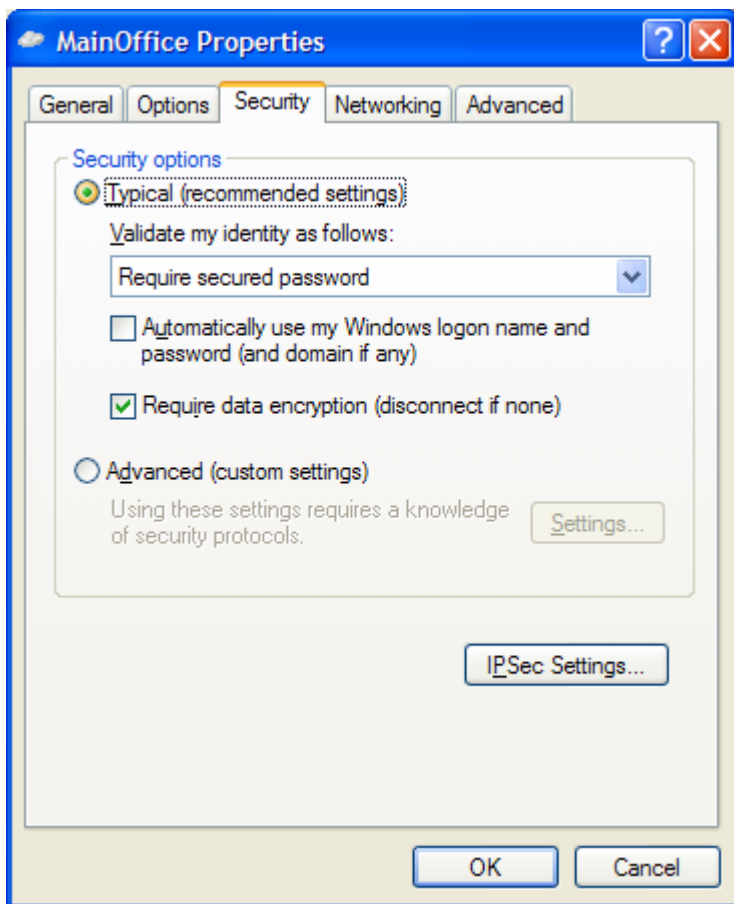 MainOffice Properties
?
General Options Security Networking Advanced
Security options
Typical (recommended settings)
Validate my identity as follows:
Require secured password
Automatically use my Windows logon name and
password (and domain if any)
Require data encryption (disconnect if none)
Advanced (custom settings)
Using these settings requires a knowledge
of security protocols.
Settings...
IPSec Settings...
OK Cancel